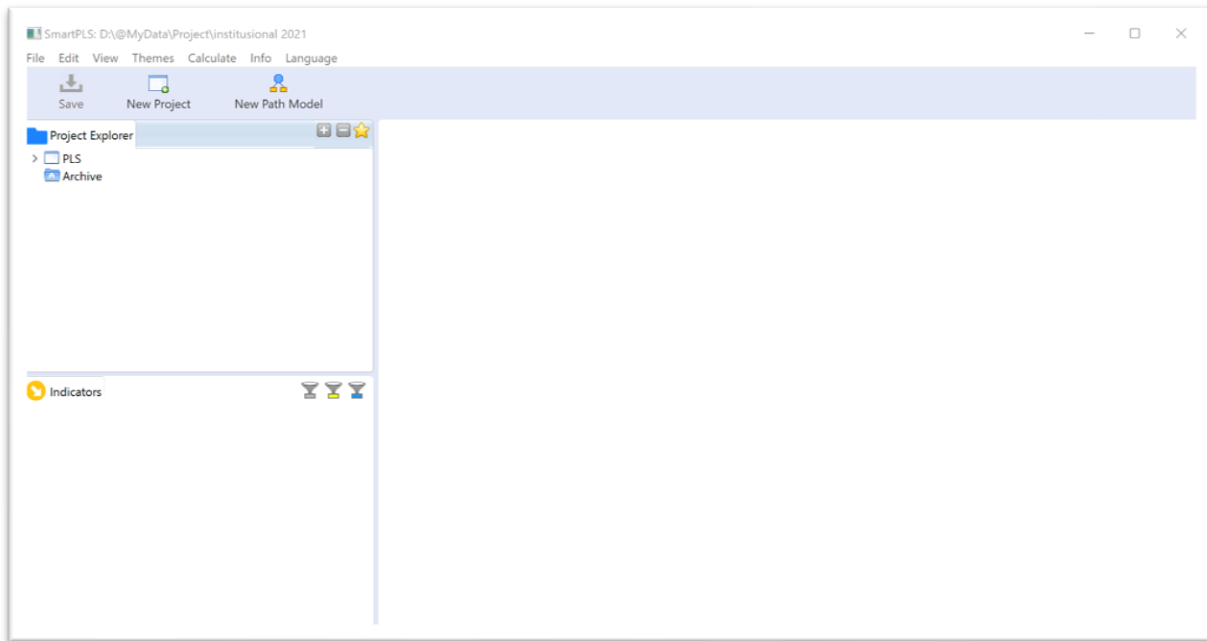 SmartPLS: D:\@MyData\Project\institusional 2021
File Edit View Themes Calculate Info Language
Save New Project New Path Model
Project Explorer
PLS
Archive
Indicators